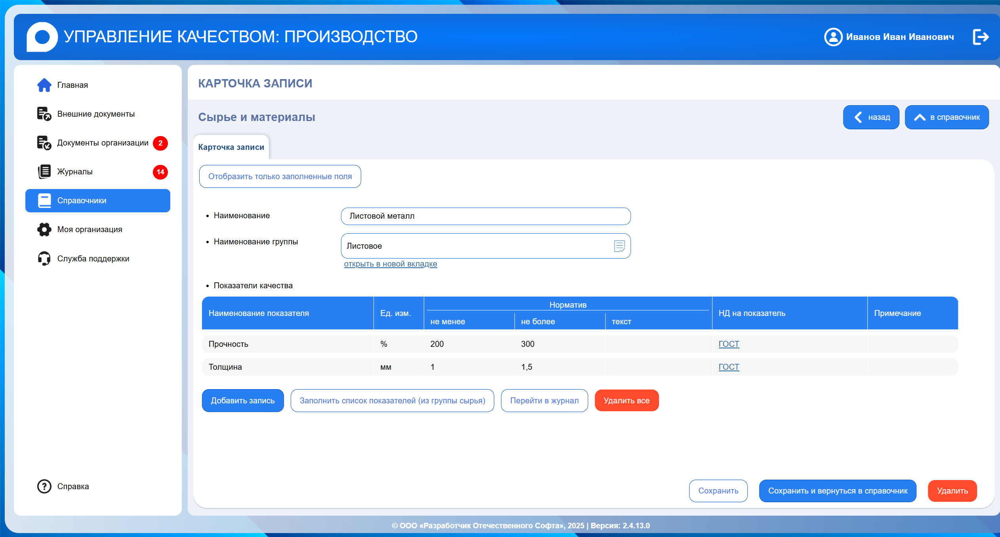 УПРАВЛЕНИЕ КАЧЕСТВОМ: ПРОИЗВОДСТВО
Иванов Иван Иванович
Главная
Внешние документы
Документы организации 2
Журналы 14
Справочники
Моя организация
Служба поддержки
Справка
КАРТОЧКА ЗАПИСИ
Сырье и материалы
назад
в справочник
Карточка записи
Отобразить только заполненные поля
• Наименование
Листовой металл
• Наименование группы
Листовое
открыть в новой вкладке
• Показатели качества
Наименование показателя Ед. изм. Норматив НД на показатель Примечание
не менее не более текст
Прочность % 200 300 ГОСТ
Толщина мм 1 1,5 ГОСТ
Добавить запись Заполнить список показателей (из группы сырья) Перейти в журнал Удалить все
Сохранить Сохранить и вернуться в справочник Удалить
© ООО «Разработчик Отечественного Софта», 2025 | Версия: 2.4.13.0